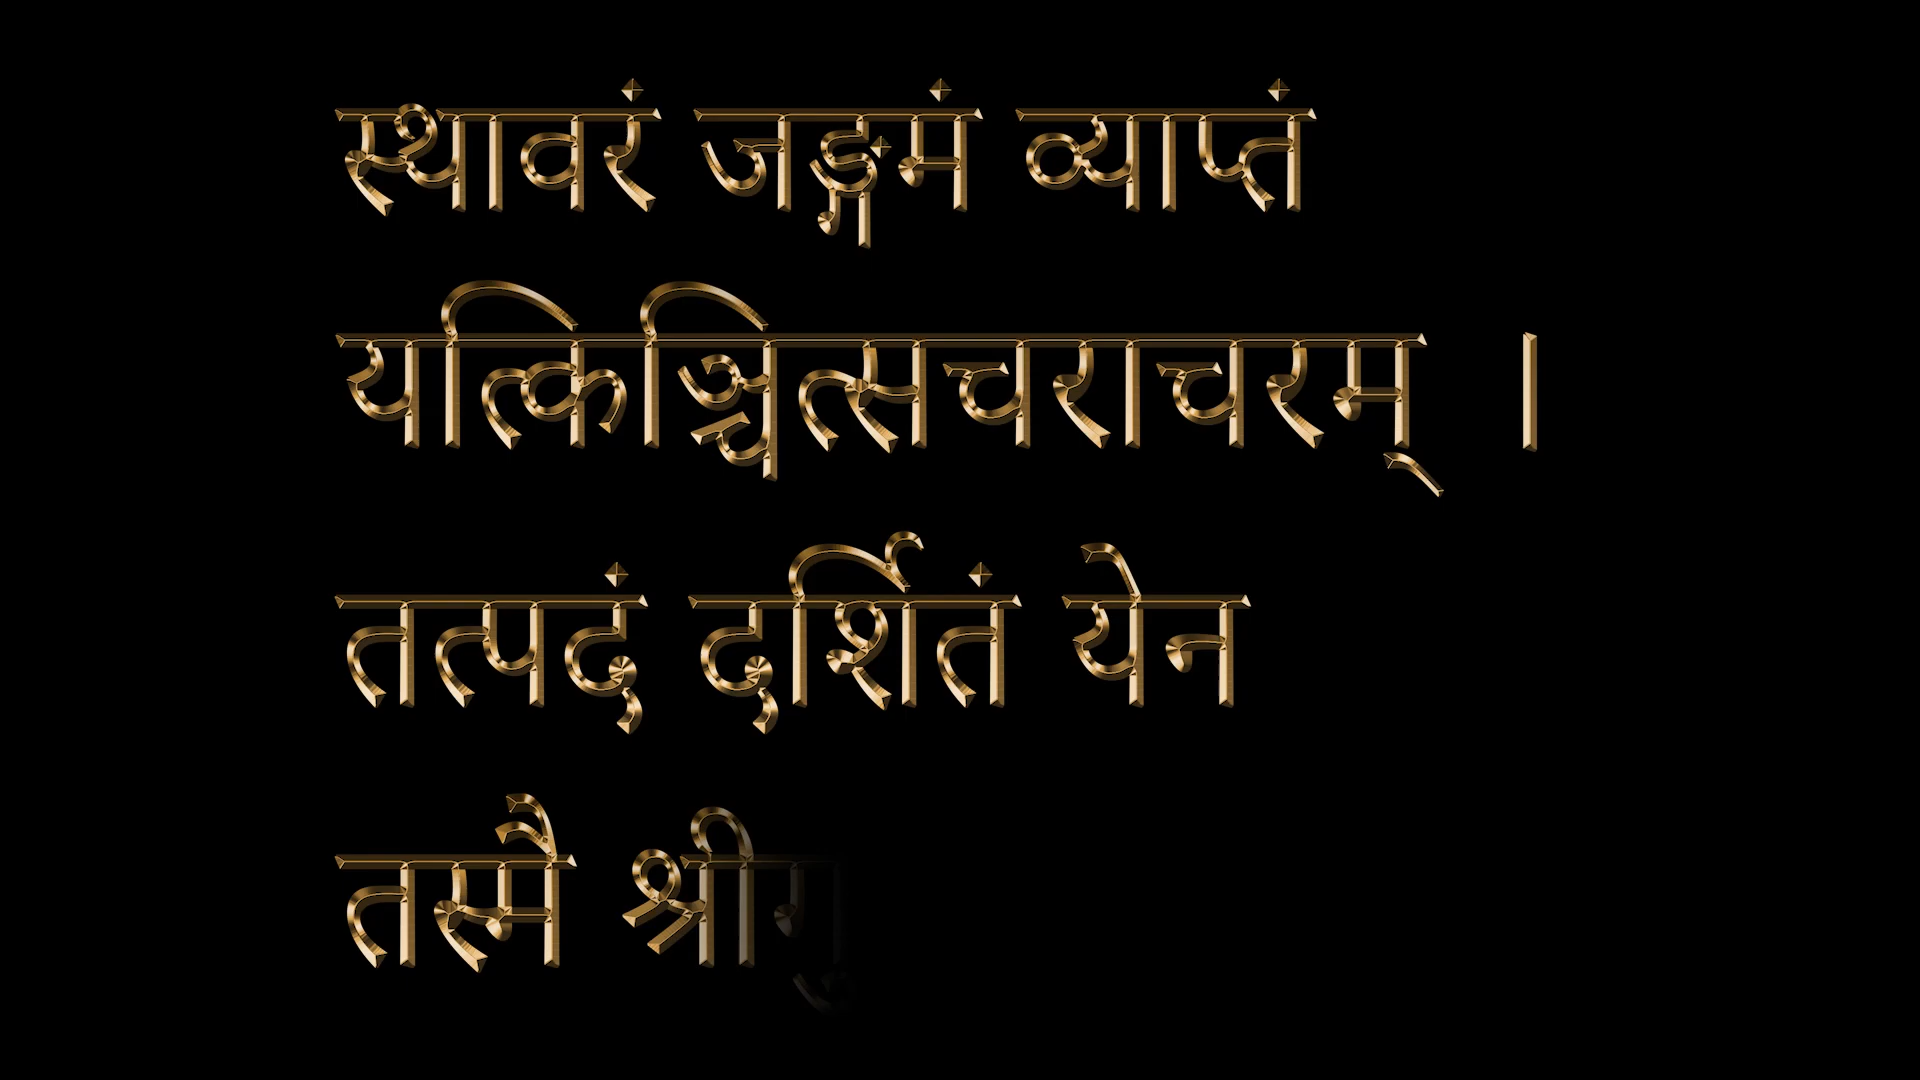 स्थावरं जङ्गमं व्याप्तं
यत्किञ्चित्सचराचरम् ।
तत्पदं दर्शितं येन
तस्मै श्रीगु